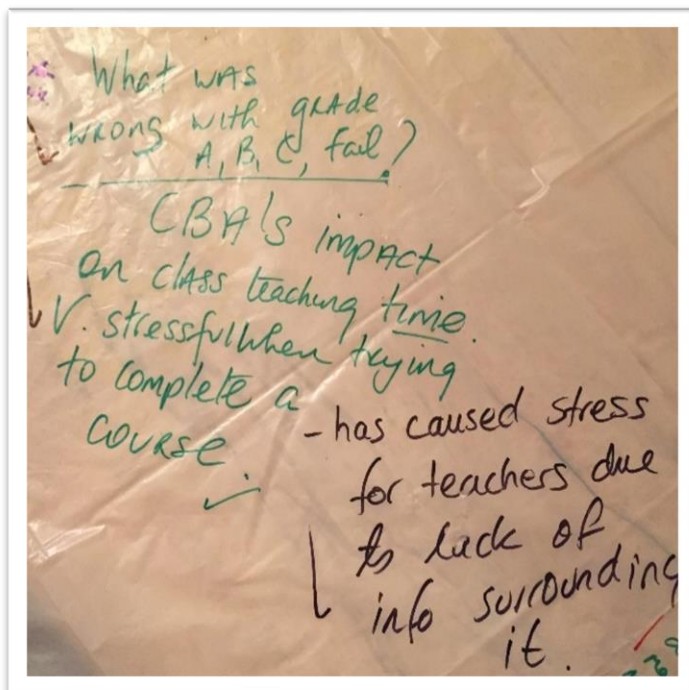 What was
wrong with grade
A, B, C, fail?
CBA's impact
on class teaching time.
V. stressful when trying
to complete a
course.
- has caused stress
for teachers due
to lack of
info surrounding
it.